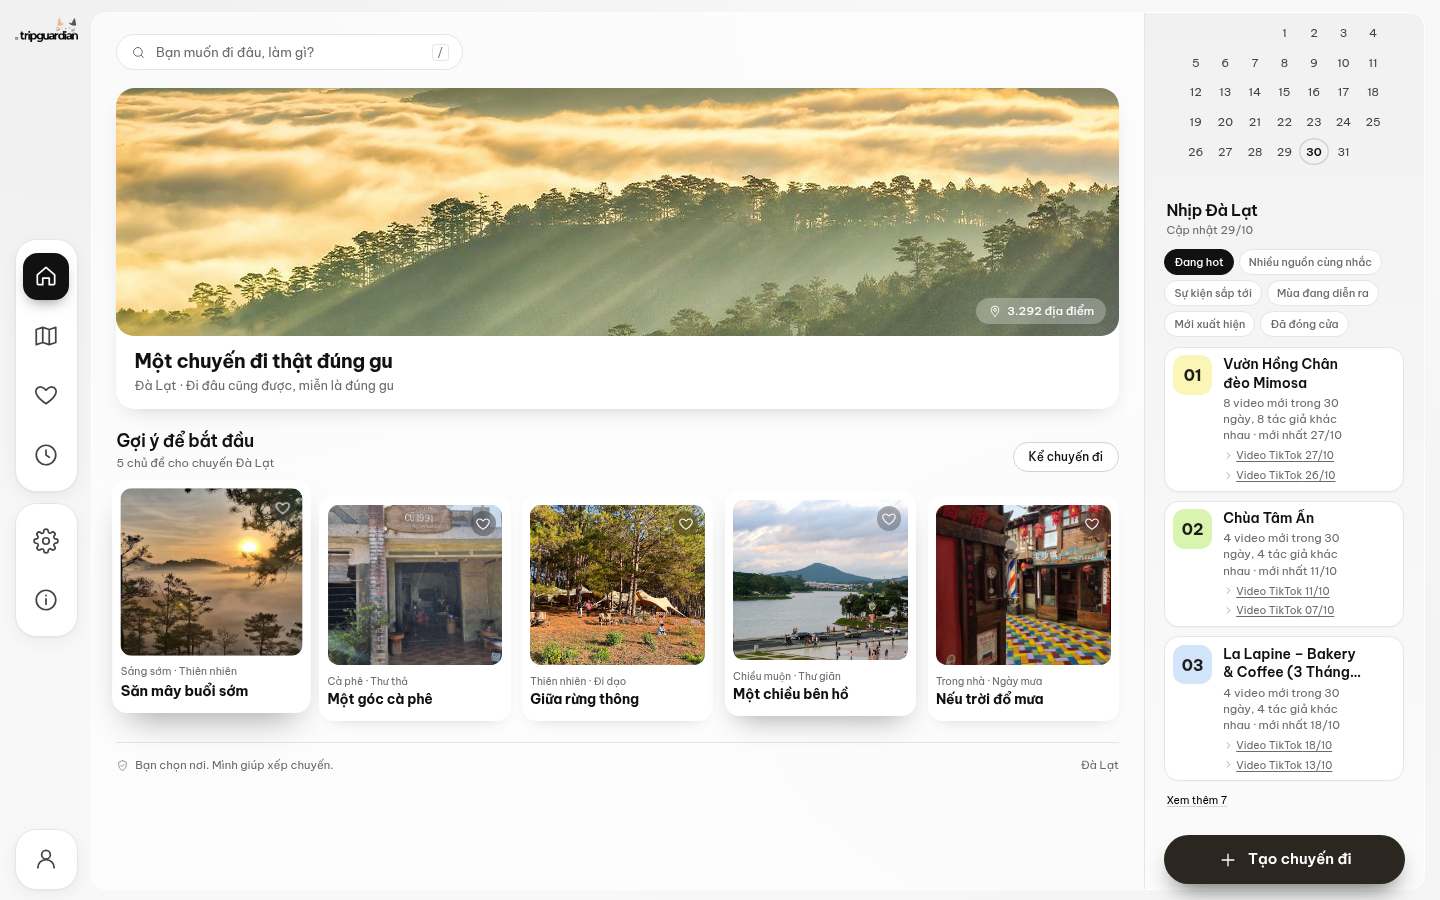 tripguardian
Bạn muốn đi đâu, làm gì?
/
3.292 địa điểm
Một chuyến đi thật đúng gu
Đà Lạt · Đi đâu cũng được, miễn là đúng gu
Gợi ý để bắt đầu
5 chủ đề cho chuyến Đà Lạt
Kể chuyến đi
Sáng sớm · Thiên nhiên
Săn mây buổi sớm
CÙ 1991
Cà phê · Thư thả
Một góc cà phê
Thiên nhiên · Đi dạo
Giữa rừng thông
Chiều muộn · Thư giãn
Một chiều bên hồ
Trong nhà · Ngày mưa
Nếu trời đổ mưa
Bạn chọn nơi. Mình giúp xếp chuyến.
Đà Lạt
1 2 3 4
5 6 7 8 9 10 11
12 13 14 15 16 17 18
19 20 21 22 23 24 25
26 27 28 29 30 31
Nhịp Đà Lạt
Cập nhật 29/10
Đang hot
Nhiều nguồn cùng nhắc
Sự kiện sắp tới
Mùa đang diễn ra
Mới xuất hiện
Đã đóng cửa
01
Vườn Hồng Chân
đèo Mimosa
8 video mới trong 30
ngày, 8 tác giả khác
nhau · mới nhất 27/10
Video TikTok 27/10
Video TikTok 26/10
02
Chùa Tâm Ấn
4 video mới trong 30
ngày, 4 tác giả khác
nhau · mới nhất 11/10
Video TikTok 11/10
Video TikTok 07/10
03
La Lapine – Bakery
& Coffee (3 Tháng...
4 video mới trong 30
ngày, 4 tác giả khác
nhau · mới nhất 18/10
Video TikTok 18/10
Video TikTok 13/10
Xem thêm 7
Tạo chuyến đi